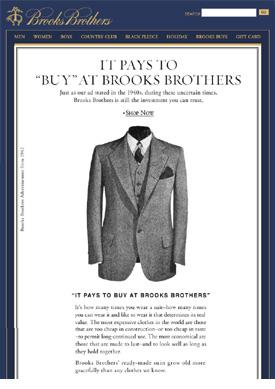 Brooks Brothers
SEARCH
GO
MEN WOMEN BOYS COUNTRY CLUB BLACK FLEECE HOLIDAY BROOKS BUYS GIFT CARD
IT PAYS TO
“BUY” AT BROOKS BROTHERS
Just as our ad stated in the 1940s, during these uncertain times.
Brooks Brothers is still the investment you can trust.
•Shop Now
Brooks Brothers Advertisement from
“IT PAYS TO BUY AT BROOKS BROTHERS”
It's how many times you wear a suit–how many times
you can wear it and like to wear it that determines its real
value. The most expensive clothes in the world are those
that are too cheap in construction–or too cheap in taste
–to permit long-continued use. The most economical are
those that are made to last–and to look well as long as
they hold together.
Brooks Brothers' ready-made suits grow old more
gracefully than any clothes we know.